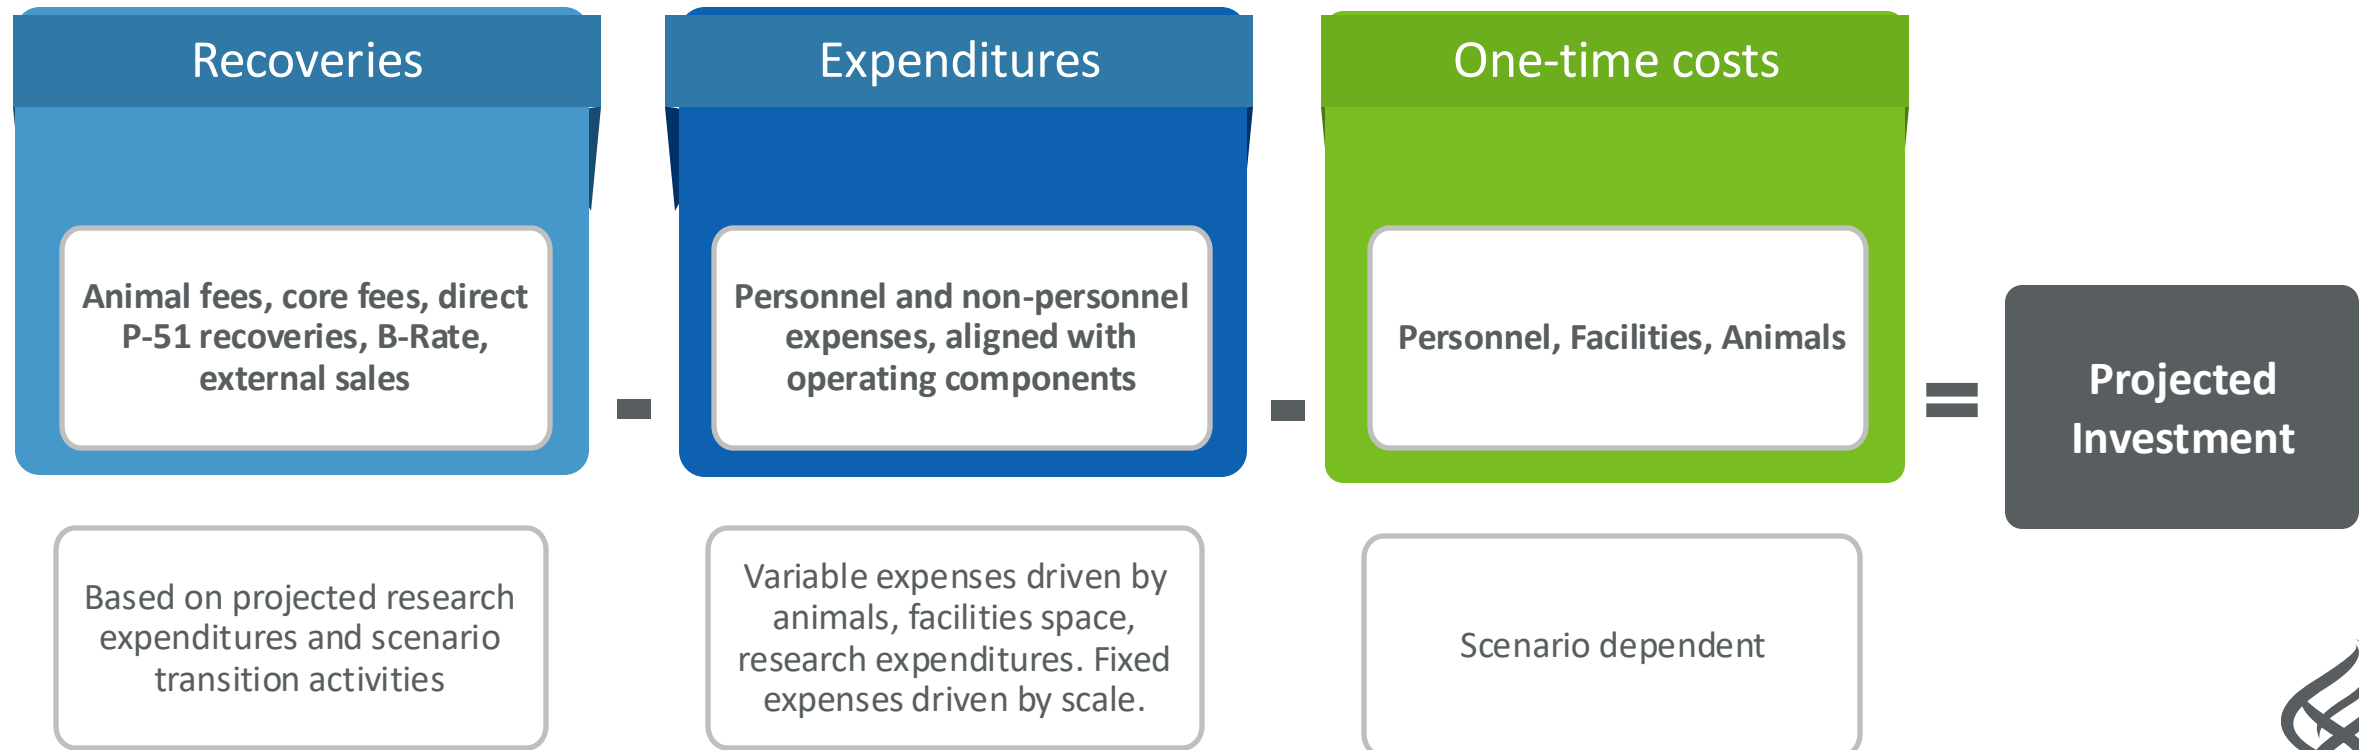 Recoveries
Animal fees, core fees, direct
P-51 recoveries, B-Rate,
external sales
Based on projected research
expenditures and scenario
transition activities
-
Expenditures
Personnel and non-personnel
expenses, aligned with
operating components
Variable expenses driven by
animals, facilities space,
research expenditures. Fixed
expenses driven by scale.
-
One-time costs
Personnel, Facilities, Animals
Scenario dependent
=
Projected
Investment